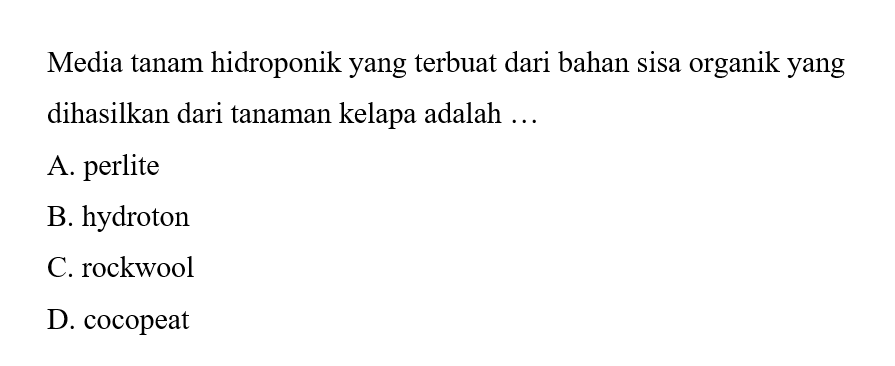 Media tanam hidroponik yang terbuat dari bahan sisa organik yang
dihasilkan dari tanaman kelapa adalah …
A. perlite
B. hydroton
C. rockwool
D. cocopeat